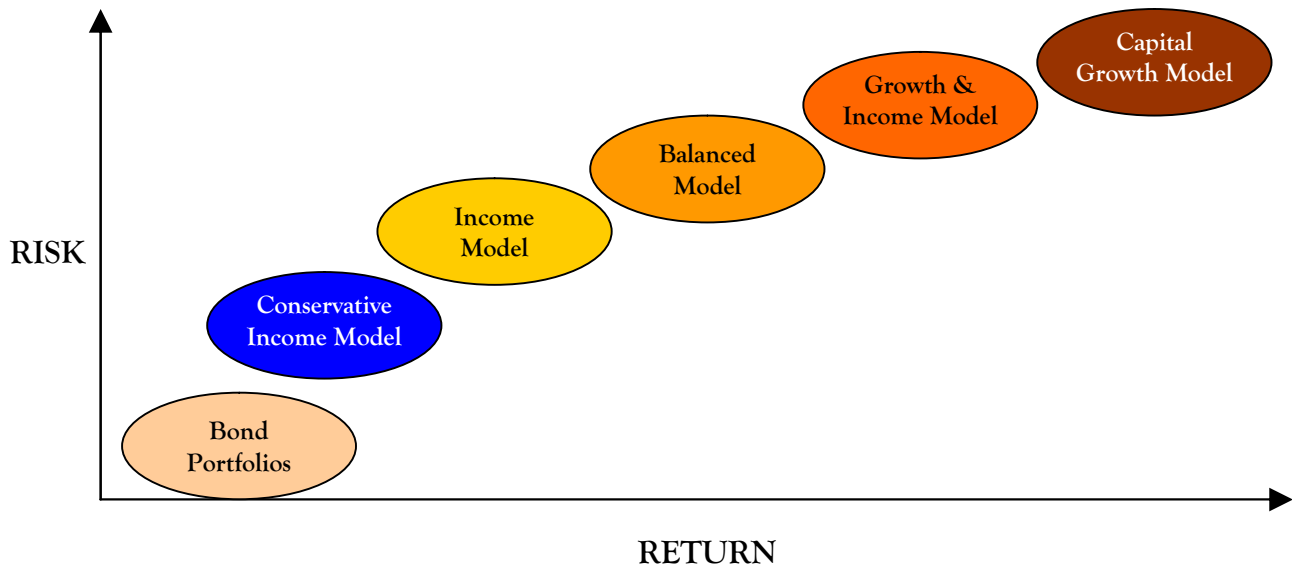 Capital
Growth Model
Growth &
Income Model
Balanced
Model
Income
Model
RISK
Conservative
Income Model
Bond
Portfolios
RETURN